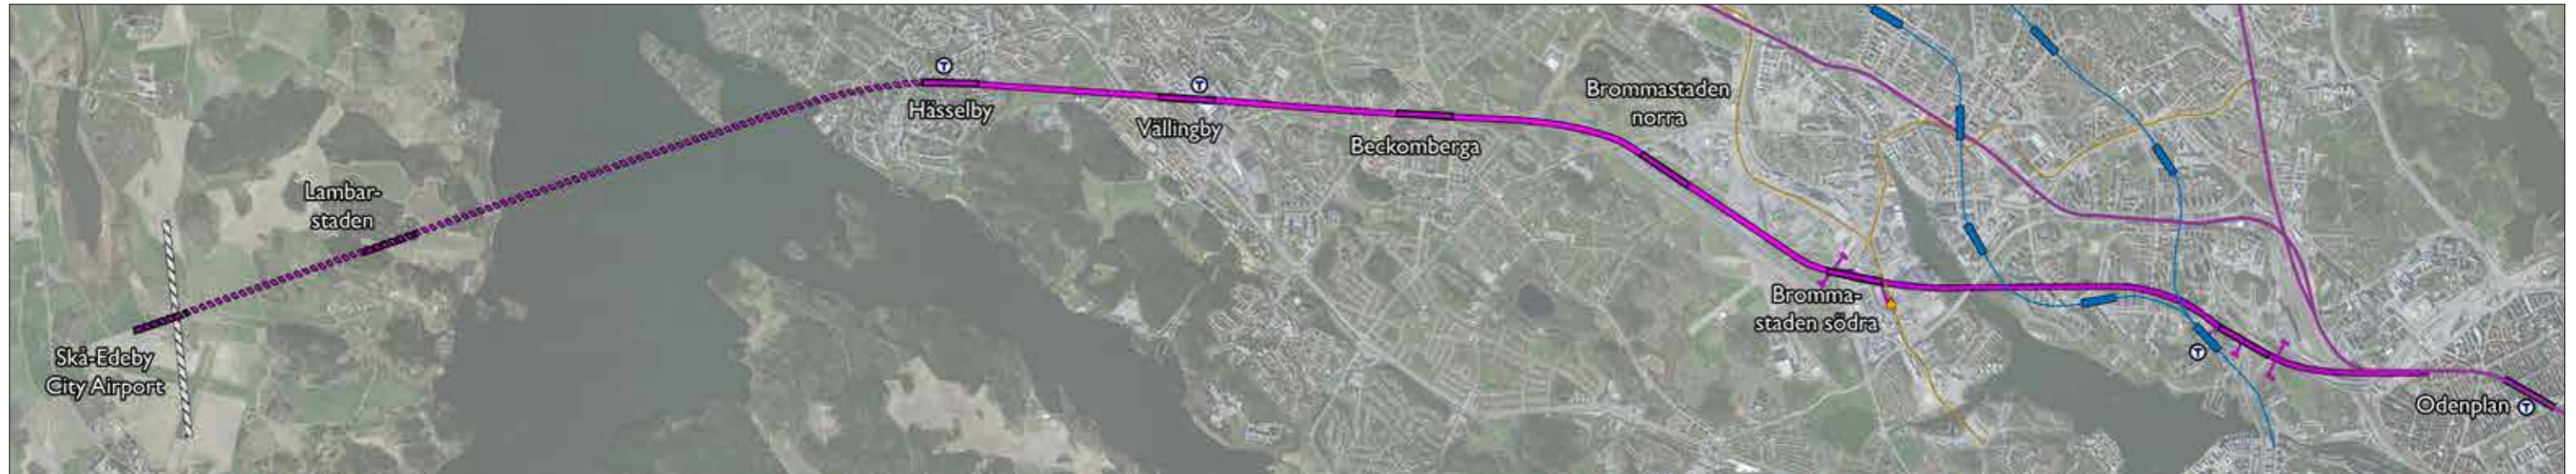 Skå-Edeby
City Airport
Lambar-
staden
T
Hässelby
T
Vällingby
Beckomberga
Brommastaden
norra
Bromma-
staden södra
T
Odenplan T